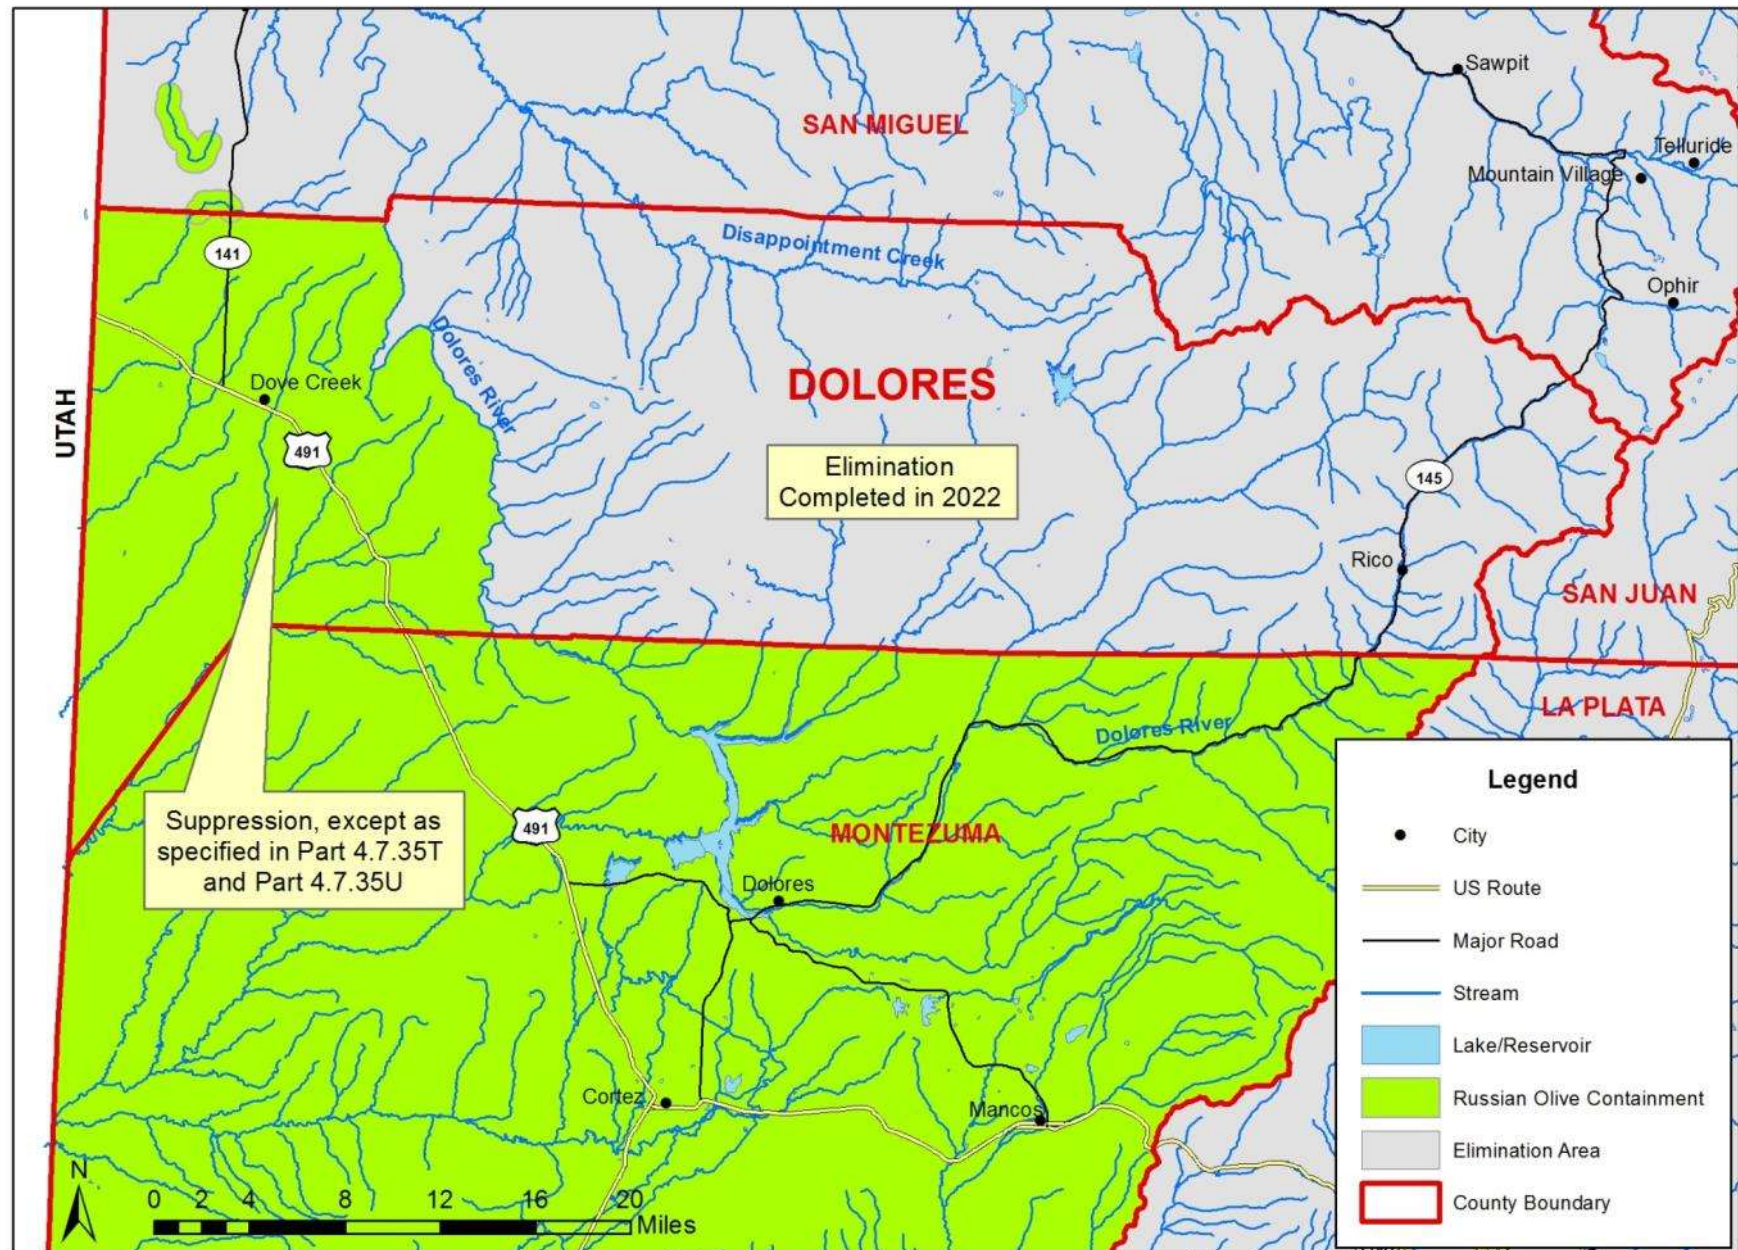 Sawpit
SAN MIGUEL
Telluride
Mountain Village
Disappointment Creek
141
Ophir
Dolores River
DOLORES
Dove Creek
UTAH
491
Elimination
Completed in 2022
145
Rico
SAN JUAN
LA PLATA
Dolores River
Suppression, except as
specified in Part 4.7.35T
and Part 4.7.35U
491
MONTEZUMA
Dolores
Cortez
Mancos
N
0 2 4 8 12 16 20
Miles
Legend
City
US Route
Major Road
Stream
Lake/Reservoir
Russian Olive Containment
Elimination Area
County Boundary